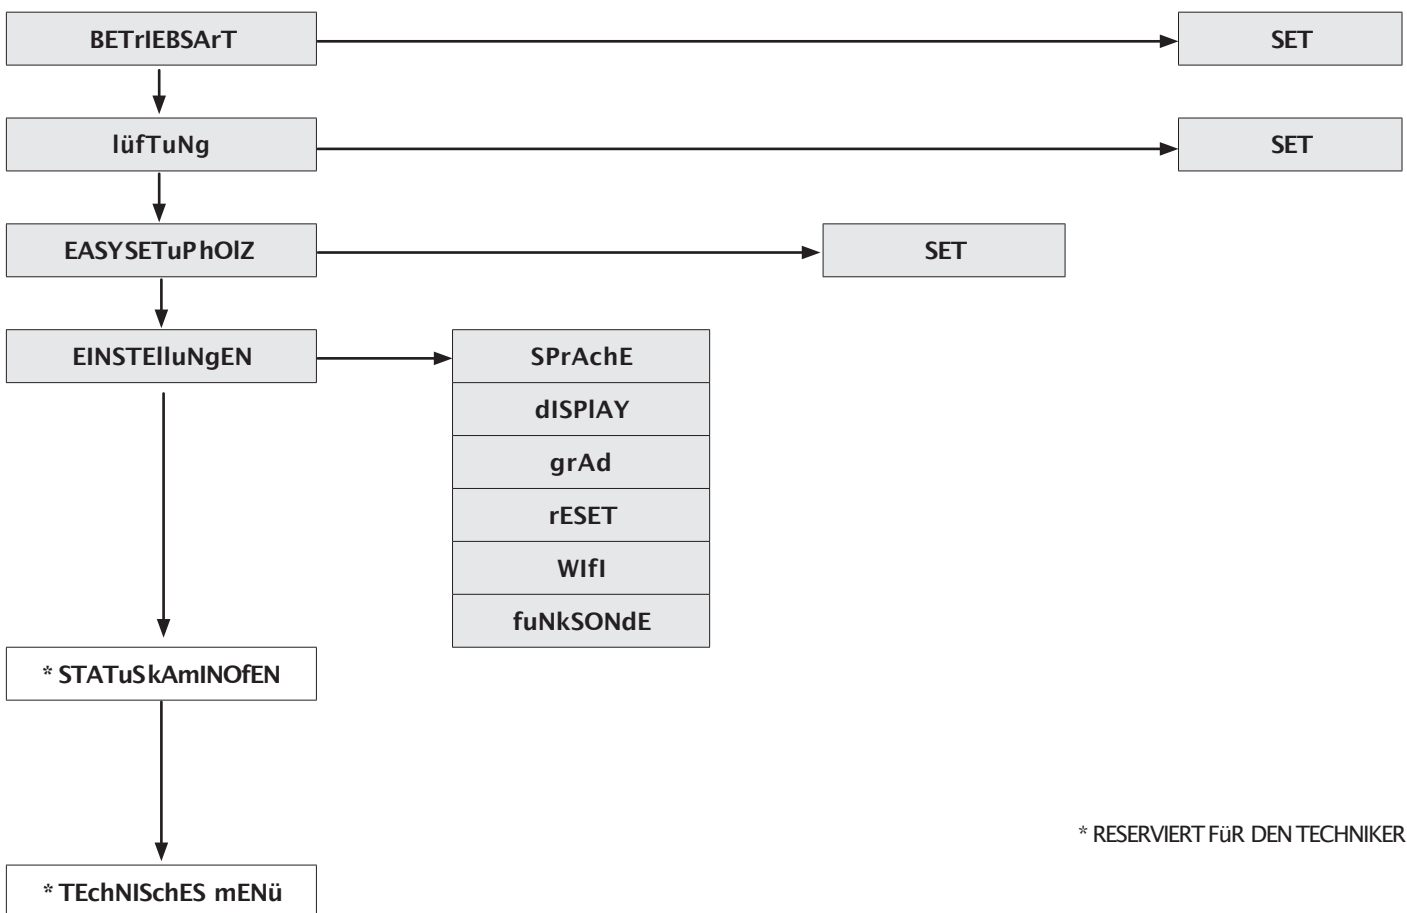 BETrIEBSArT
SET
lüfTuNg
SET
EASYSETuPhOlZ
SET
EINSTElluNgEN
SPrAchE
dISPlAY
grAd
rESET
WIfI
fuNkSONdE
* STATuSkAmINOfEN
* RESERVIERT FüR DEN TECHNIKER
* TEchNISchES mENü